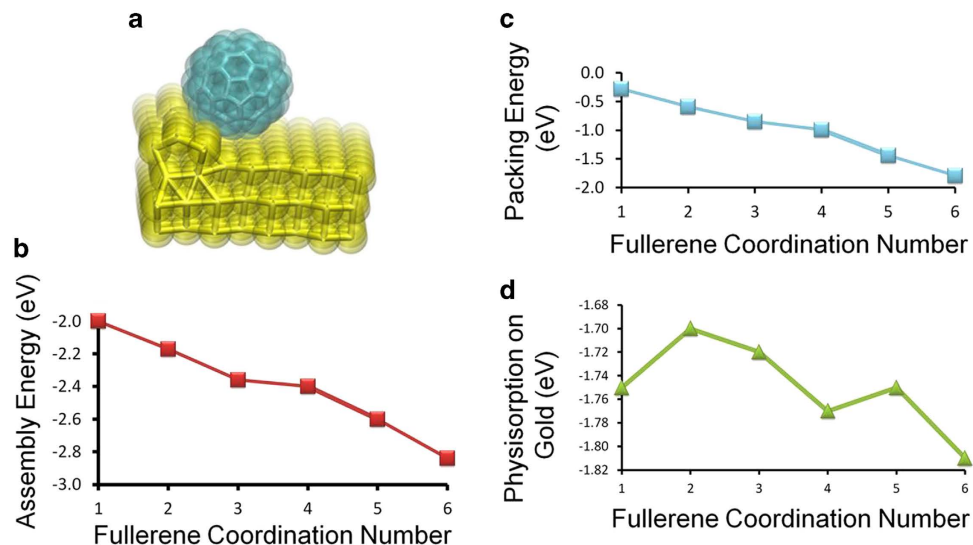 a
b
Assembly Energy (eV)
-2.0
-2.2
-2.4
-2.6
-2.8
-3.0
1 2 3 4 5 6
Fullerene Coordination Number
c
Packing Energy
(eV)
0.0
-0.5
-1.0
-1.5
-2.0
1 2 3 4 5 6
Fullerene Coordination Number
d
Physisorption on
Gold (eV)
-1.68
-1.70
-1.72
-1.74
-1.76
-1.78
-1.80
-1.82
1 2 3 4 5 6
Fullerene Coordination Number